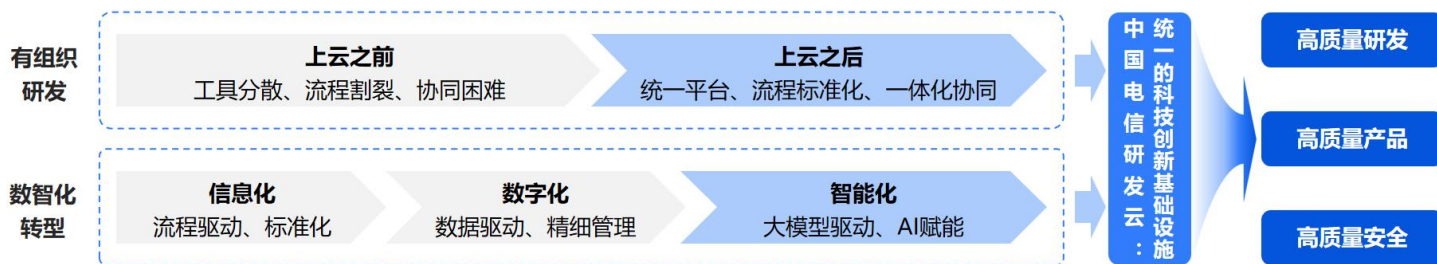 有组织
研发
上云之前
工具分散、流程割裂、协同困难
上云之后
统一平台、流程标准化、一体化协同
数智化
转型
信息化
流程驱动、标准化
数字化
数据驱动、精细管理
智能化
大模型驱动、AI赋能
中国电信研发云：
统一的科技创新基础设施
高质量研发
高质量产品
高质量安全